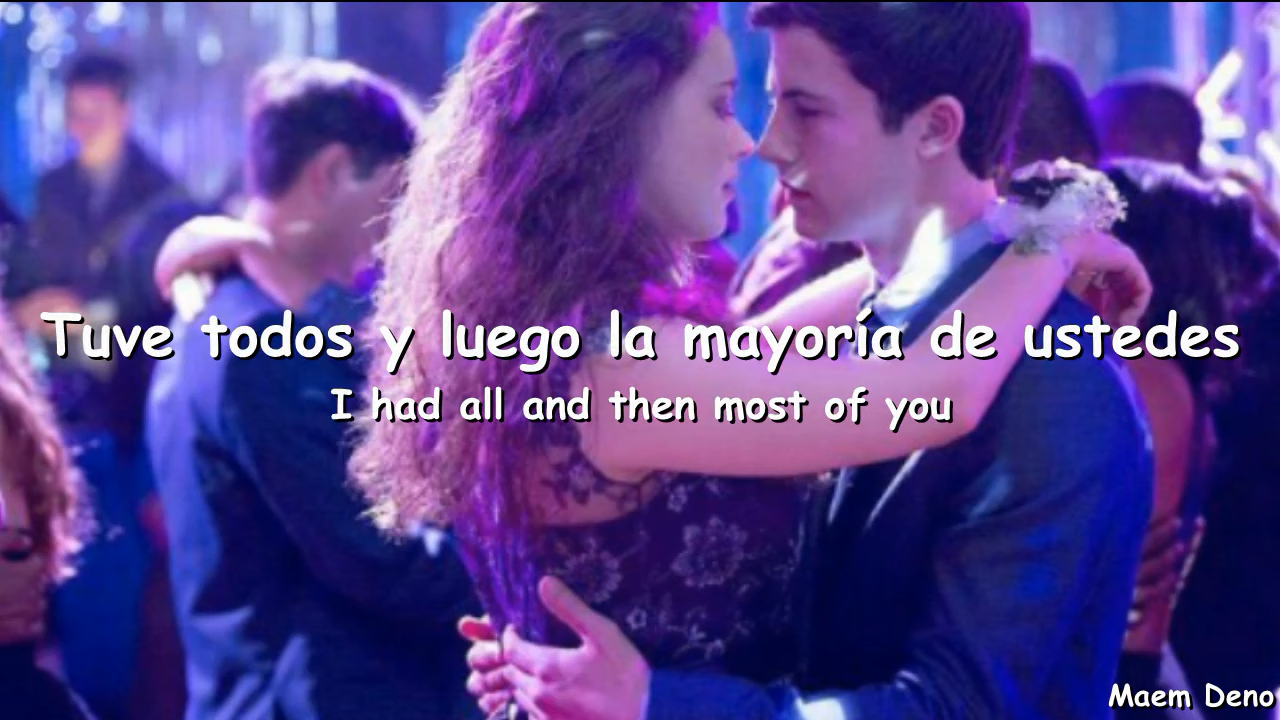 Tuve todos y luego la mayoría de ustedes
I had all and then most of you
Maem Deno